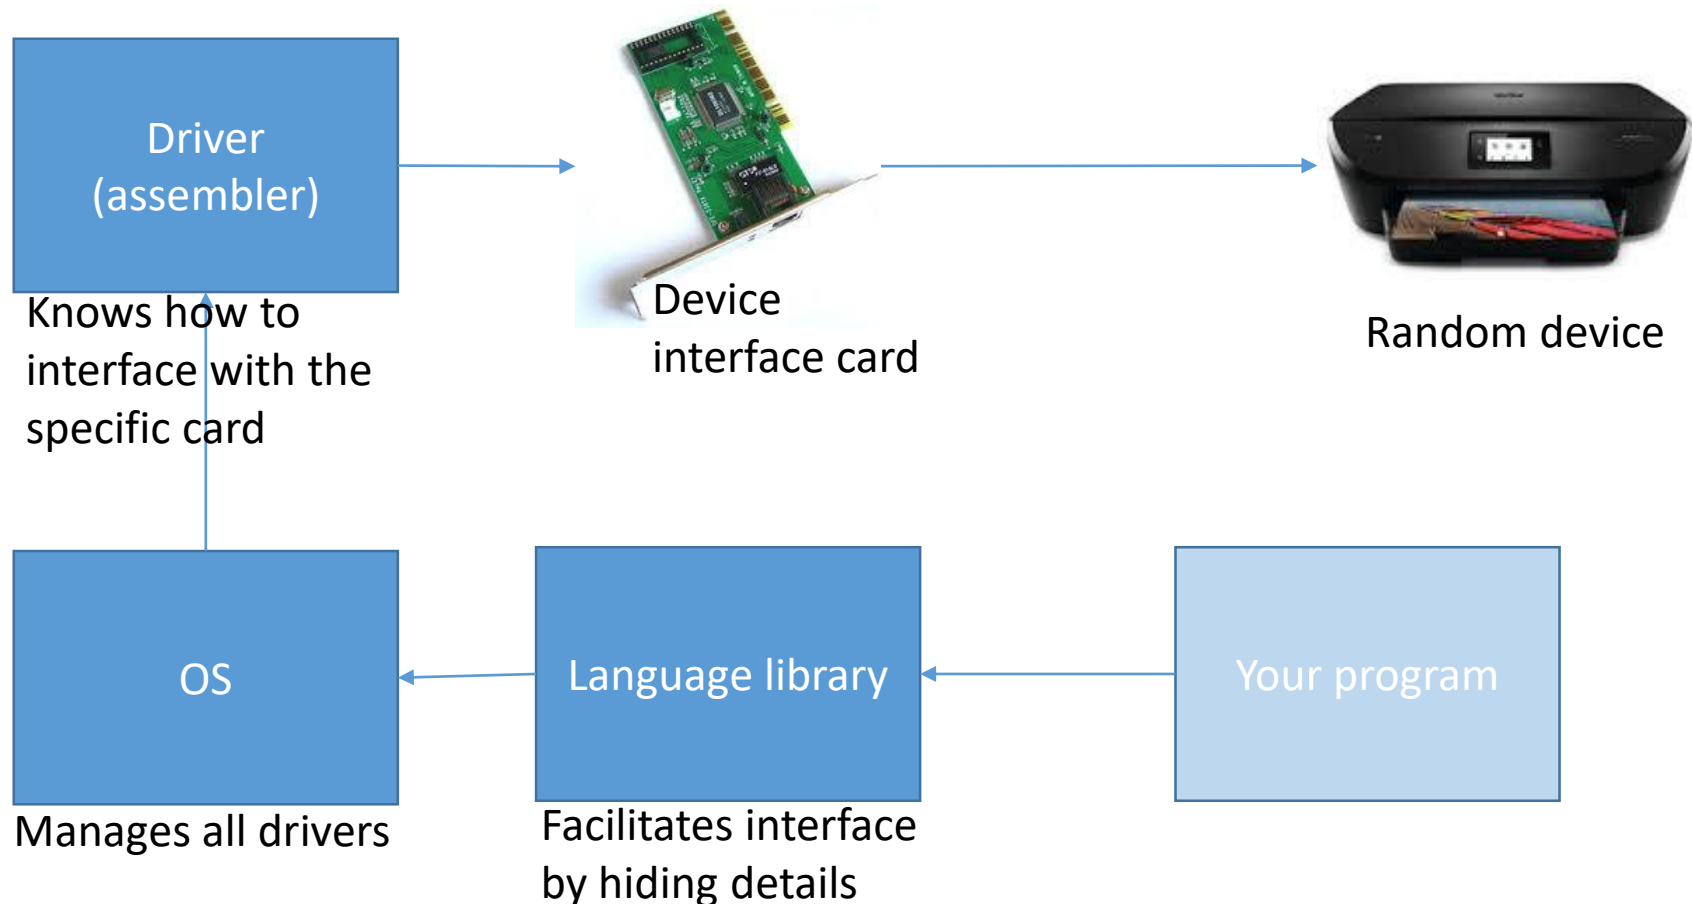 Driver
(assembler)
Knows how to
interface with the
specific card
Device
interface card
Random device
OS
Manages all drivers
Language library
Facilitates interface
by hiding details
Your program